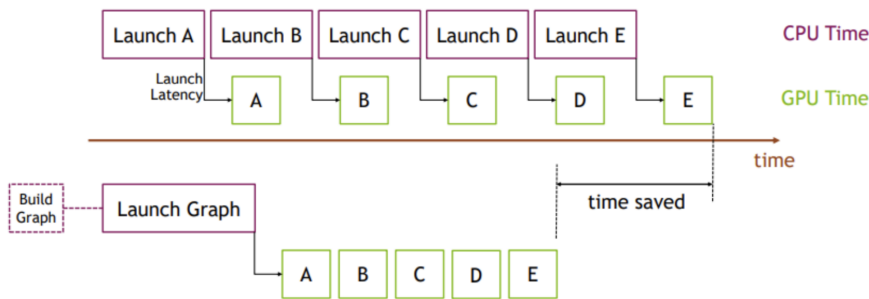 Launch A Launch B Launch C Launch D Launch E CPU Time
Launch
Latency
A B C D E GPU Time
time
Build
Graph
Launch Graph
time saved
A B C D E